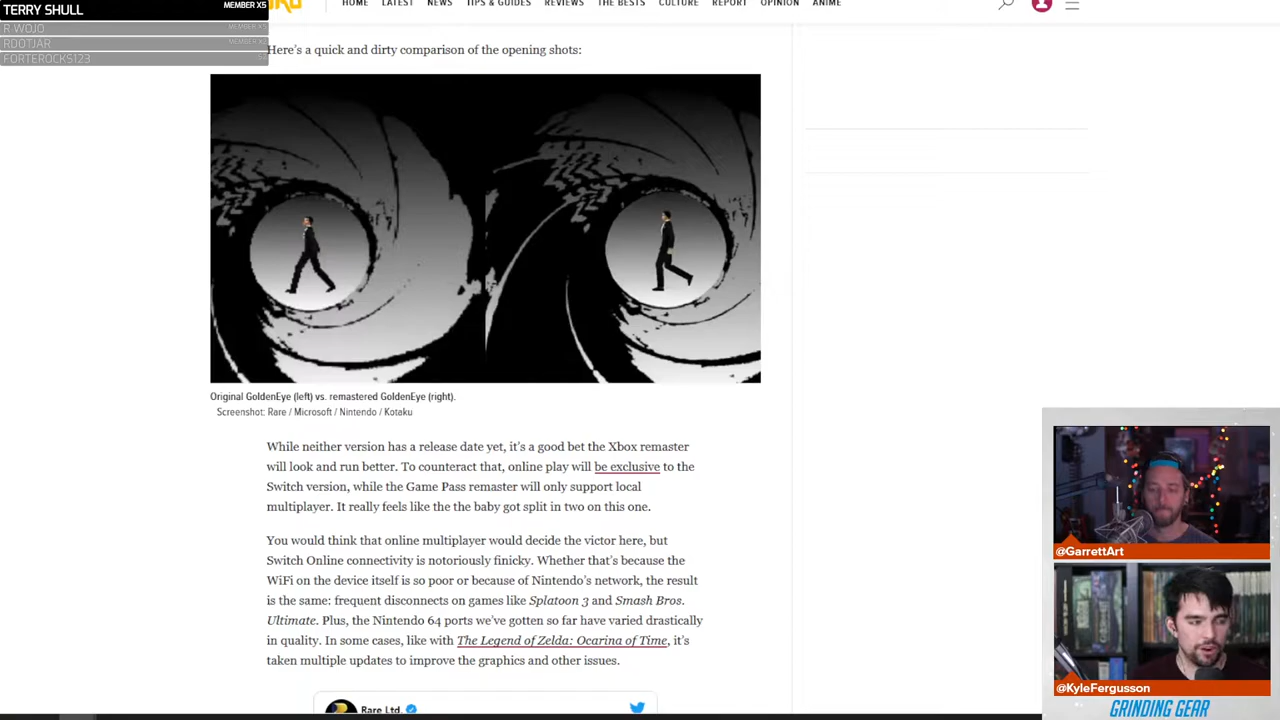 TERRY SHULL MEMBER X5
R WOJO MEMBER X5
RDOTJAR MEMBER X2
FORTEROCKS123
HOME LATEST NEWS TIPS & GUIDES REVIEWS THE BESTS CULTURE REPORT OPINION ANIME
Here's a quick and dirty comparison of the opening shots:
Original GoldenEye (left) vs. remastered GoldenEye (right).
Screenshot: Rare / Microsoft / Nintendo / Kotaku
While neither version has a release date yet, it's a good bet the Xbox remaster
will look and run better. To counteract that, online play will be exclusive to the
Switch version, while the Game Pass remaster will only support local
multiplayer. It really feels like the the baby got split in two on this one.
You would think that online multiplayer would decide the victor here, but
Switch Online connectivity is notoriously finicky. Whether that's because the
WiFi on the device itself is so poor or because of Nintendo's network, the result
is the same: frequent disconnects on games like Splatoon 3 and Smash Bros.
Ultimate. Plus, the Nintendo 64 ports we've gotten so far have varied drastically
in quality. In some cases, like with The Legend of Zelda: Ocarina of Time, it's
taken multiple updates to improve the graphics and other issues.
Rare Ltd.
@GarrettArt
@KyleFergusson
GRINDING GEAR